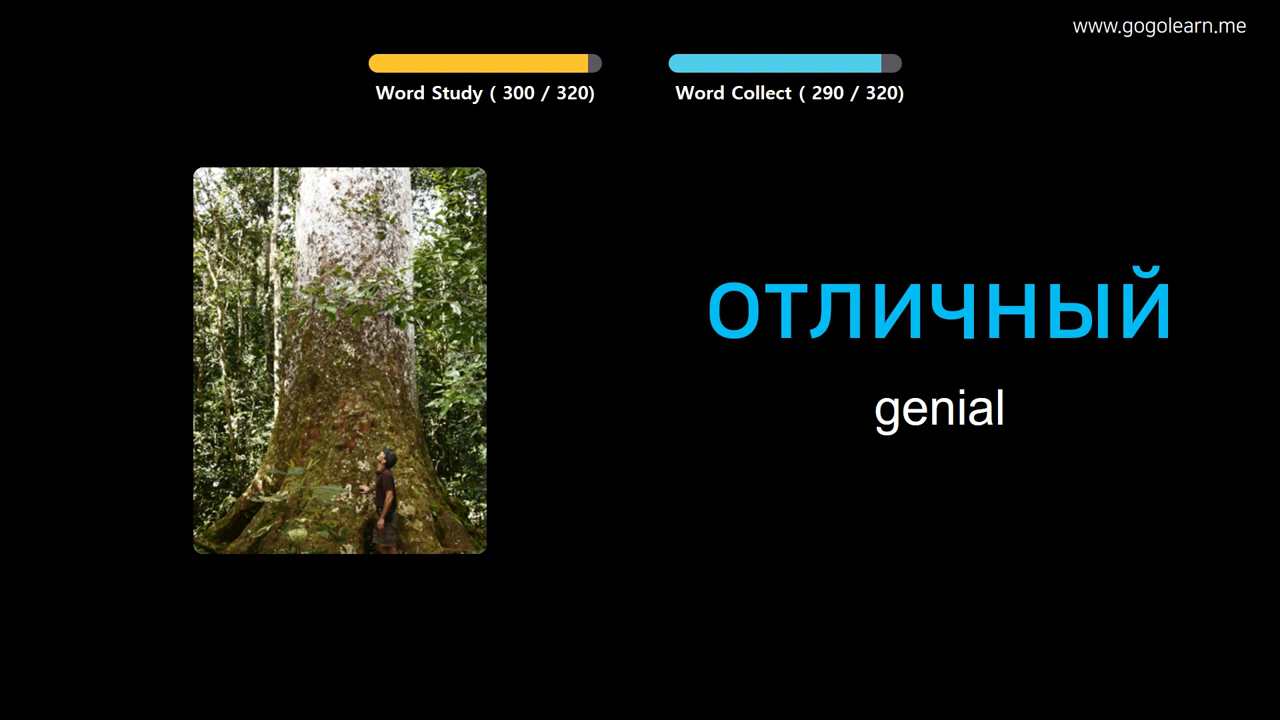 www.gogolearn.me
Word Study ( 300 / 320)
Word Collect ( 290 / 320)
отличный
genial